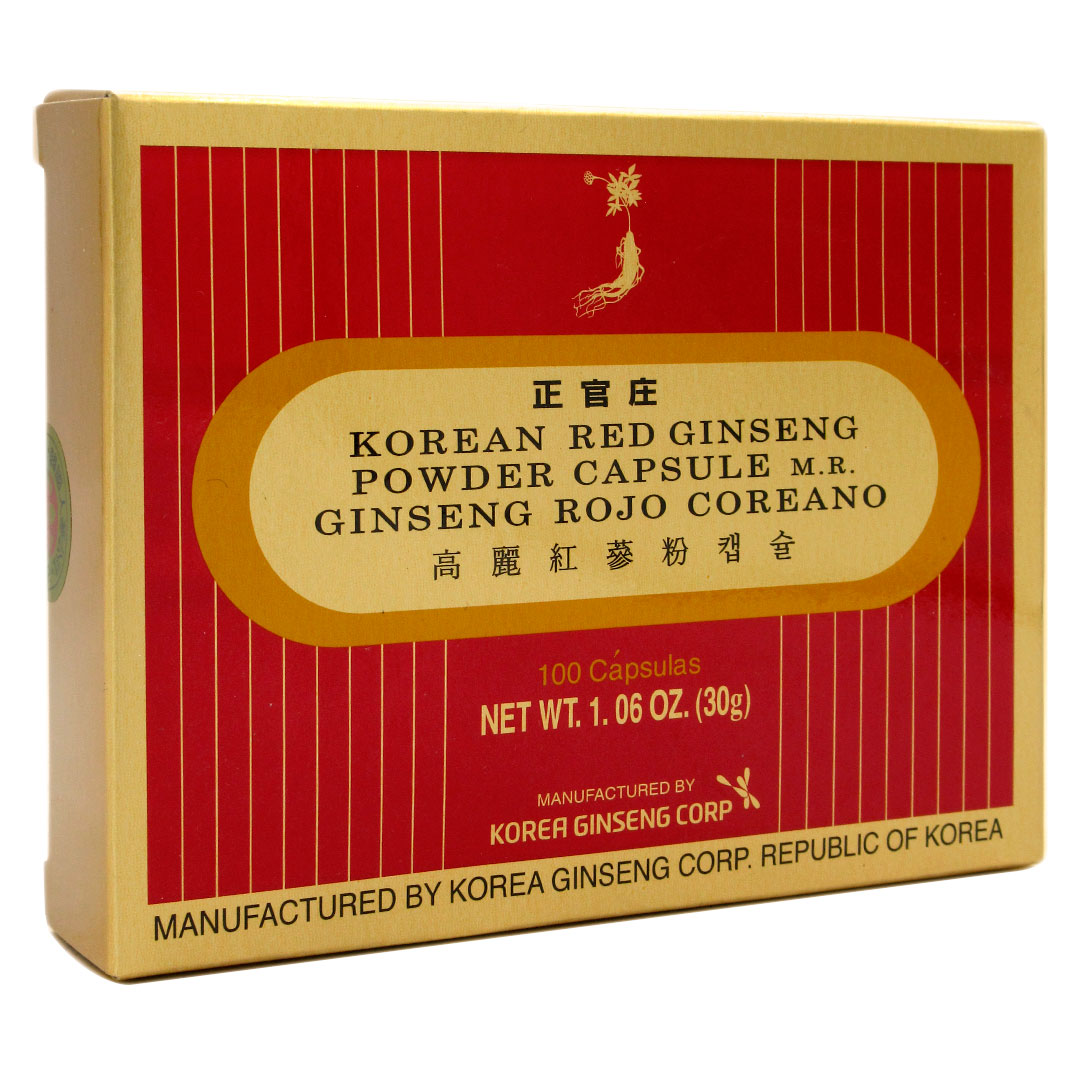 正官庄
KOREAN RED GINSENG
POWDER CAPSULE M.R.
GINSENG ROJO COREANO
高麗紅蔘粉캡슐
100 Cápsulas
NET WT. 1.06 OZ. (30g)
MANUFACTURED BY
KOREA GINSENG CORP
MANUFACTURED BY KOREA GINSENG CORP. REPUBLIC OF KOREA